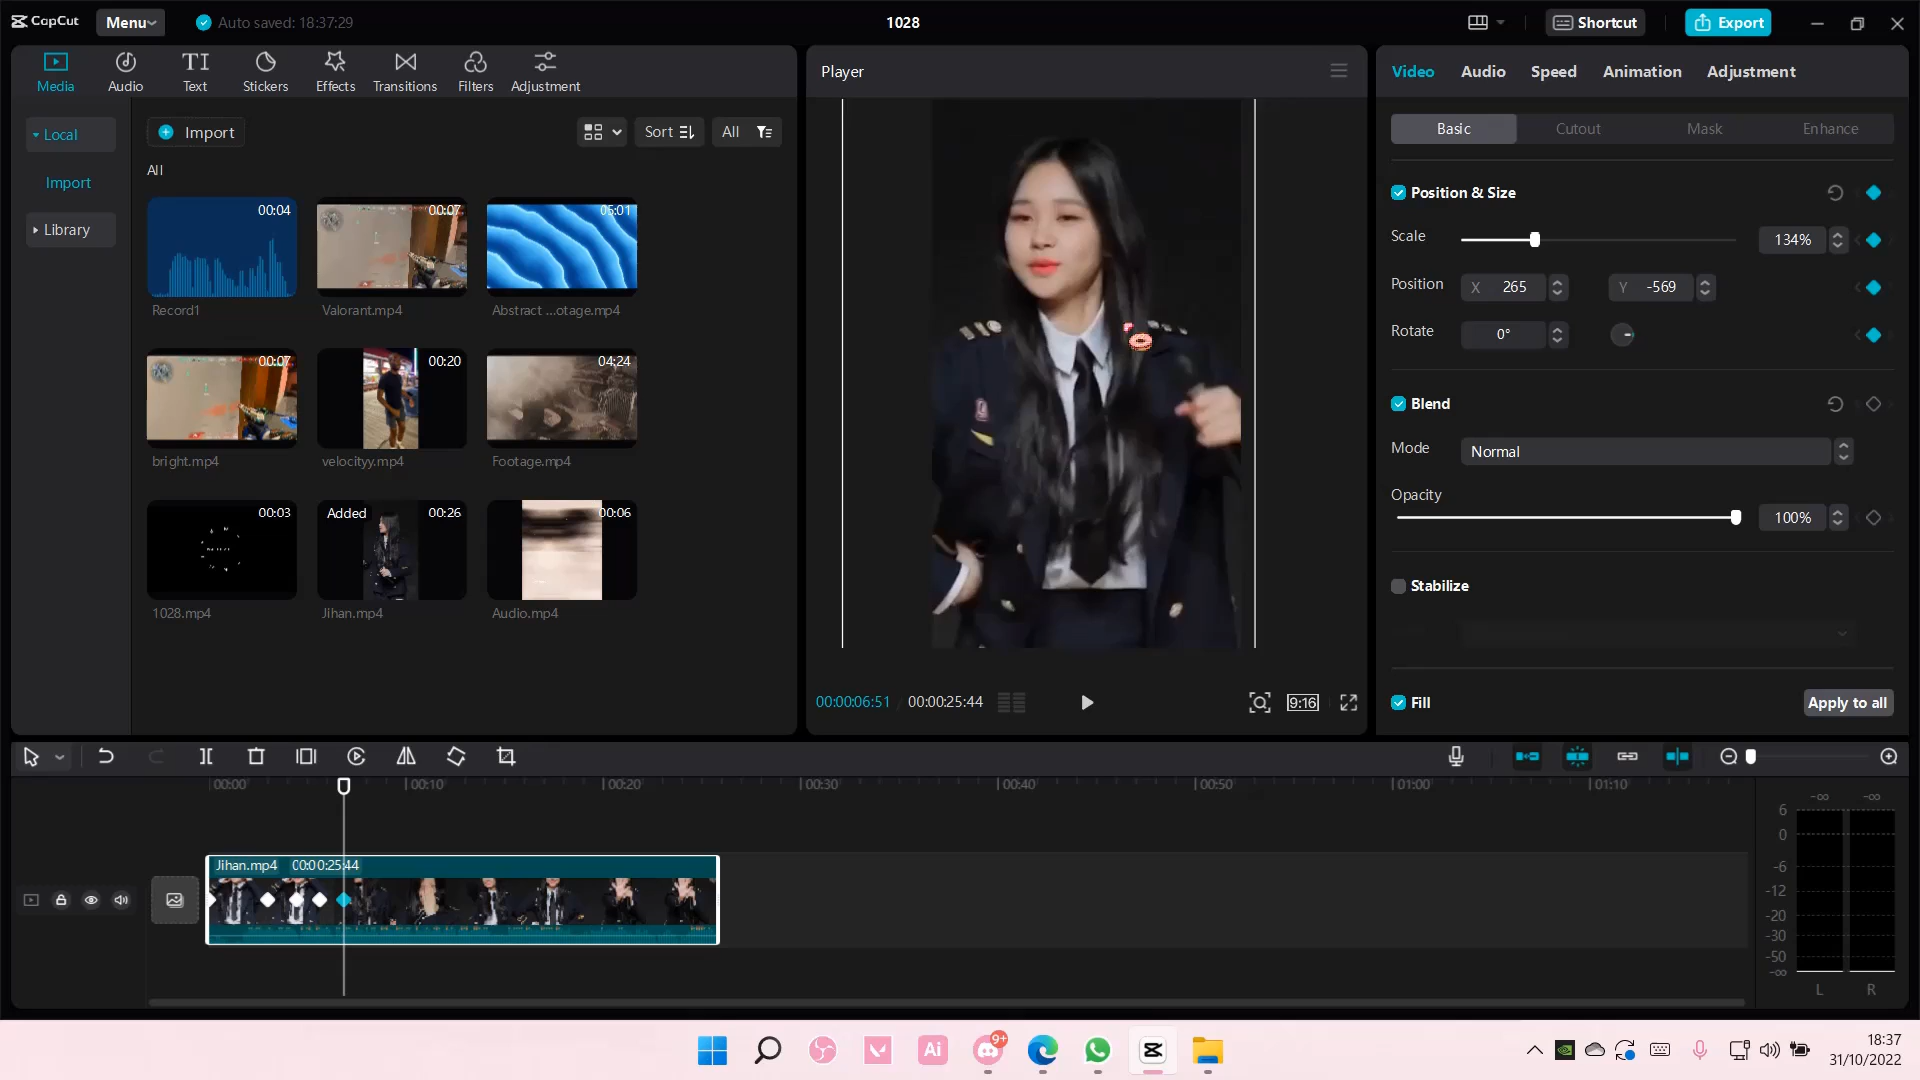 CapCut
Menu
Auto saved: 18:37:29
1028
Shortcut
Export
Media
Audio
Text
Stickers
Effects
Transitions
Filters
Adjustment
Local
Import
Library
Import
Sort
All
All
00:04
Record1
00:07
Valorant.mp4
05:01
Abstract ...otage.mp4
00:07
bright.mp4
00:20
velocityy.mp4
04:24
Footage.mp4
00:03
1028.mp4
Added
00:26
Jihan.mp4
00:06
Audio.mp4
Player
00:00:06:51 / 00:00:25:44
9:16
Video
Audio
Speed
Animation
Adjustment
Basic
Cutout
Mask
Enhance
Position & Size
Scale
134%
Position
X 265
Y -569
Rotate
0°
Blend
Mode
Normal
Opacity
100%
Stabilize
Fill
Apply to all
00:00
00:10
00:20
00:30
00:40
00:50
01:00
01:10
Jihan.mp4 00:00:25:44
-∞ -∞
6
0
-6
-12
-20
-30
-50
-∞
L R
Ai
9+
18:37
31/10/2022